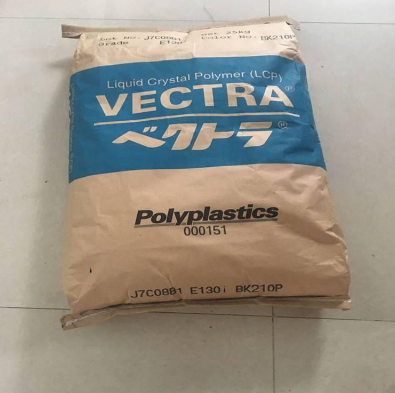 Lot No. J7C0881 Net 25kg
Grade E130i Color No. BK210P
Liquid Crystal Polymer (LCP)
VECTRA®
ベクトラ®
Polyplastics
000151
J7C0881 E130i BK210P